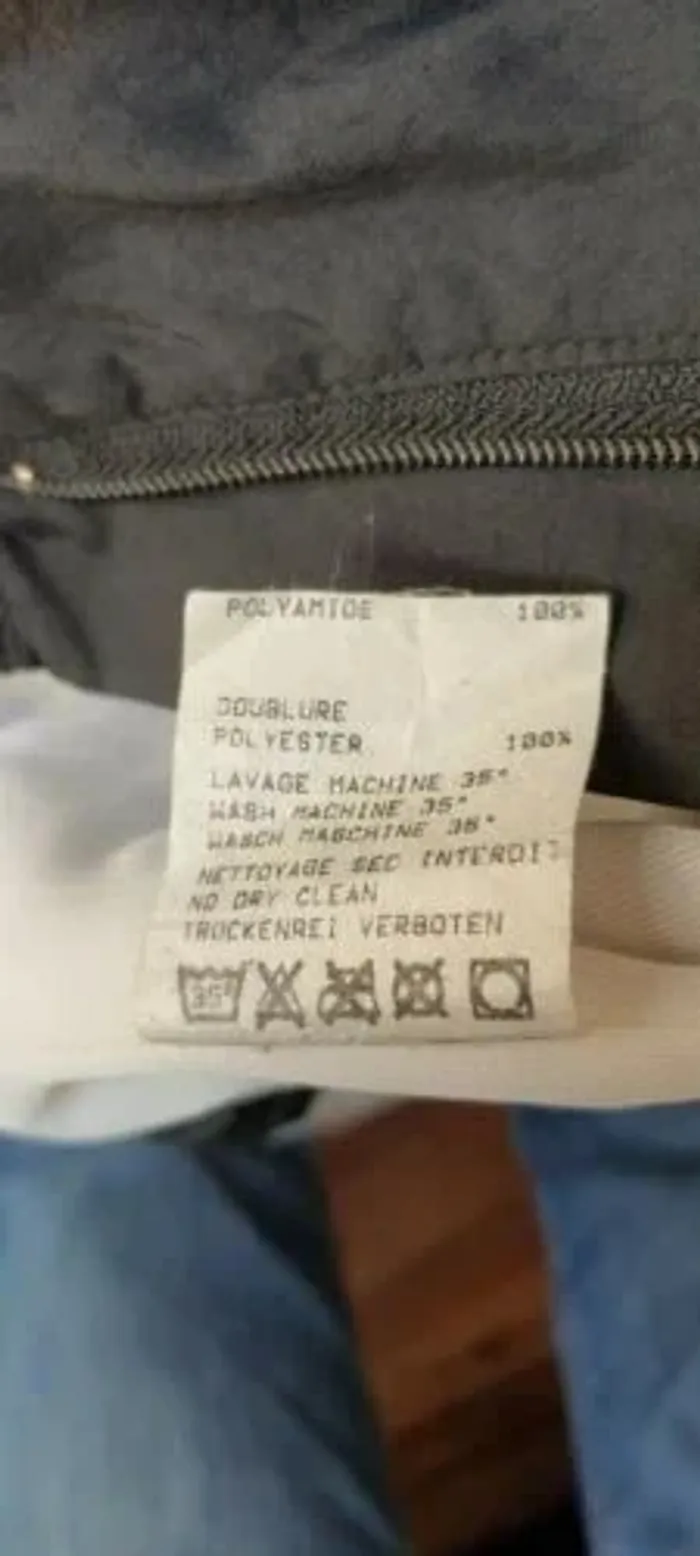 POLYAMIDE 100%
DOUBLURE
POLYESTER 100%
LAVAGE MACHINE 35°
WASH MACHINE 35°
WASCH MASCHINE 35°
NETTOYAGE SEC INTERDIT
NO DRY CLEAN
TROCKENREI VERBOTEN
35°